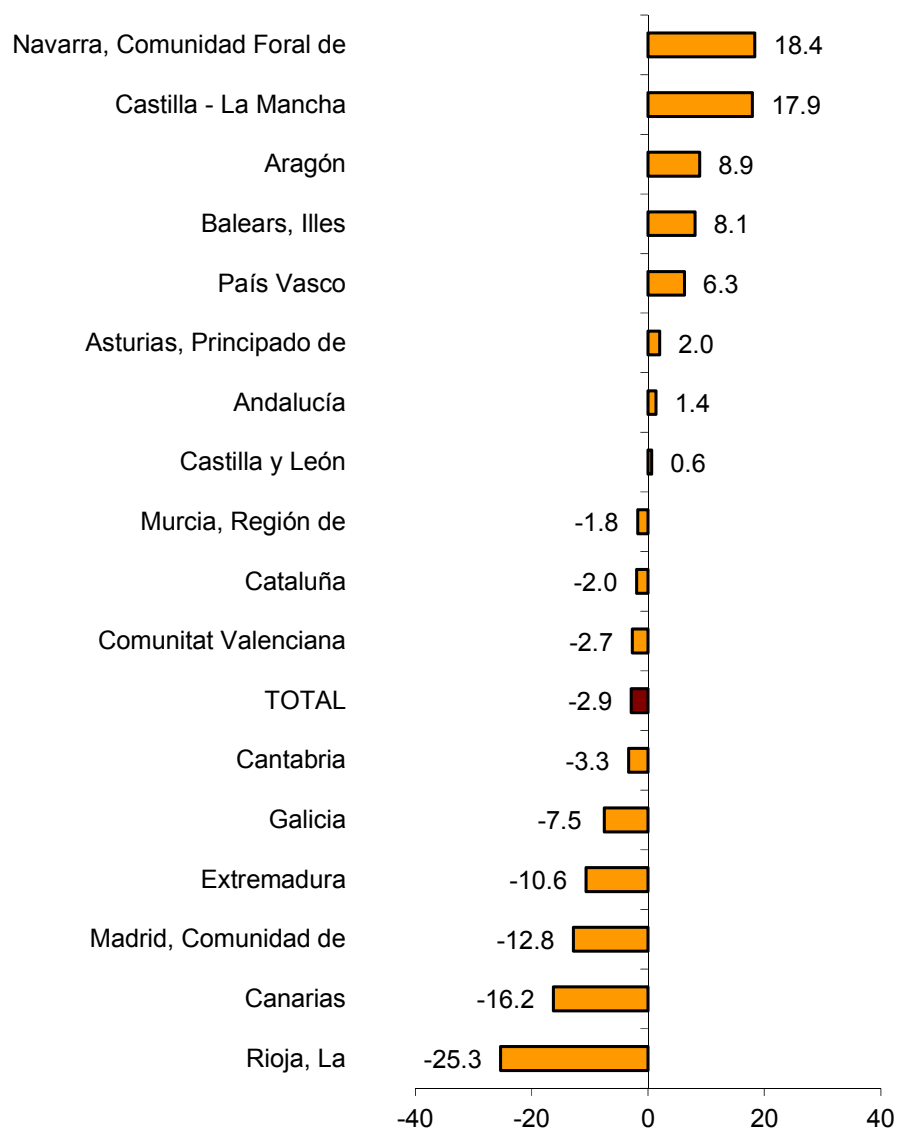 Navarra, Comunidad Foral de 18.4
Castilla - La Mancha 17.9
Aragón 8.9
Balears, Illes 8.1
País Vasco 6.3
Asturias, Principado de 2.0
Andalucía 1.4
Castilla y León 0.6
Murcia, Región de -1.8
Cataluña -2.0
Comunitat Valenciana -2.7
TOTAL -2.9
Cantabria -3.3
Galicia -7.5
Extremadura -10.6
Madrid, Comunidad de -12.8
Canarias -16.2
Rioja, La -25.3
-40 -20 0 20 40